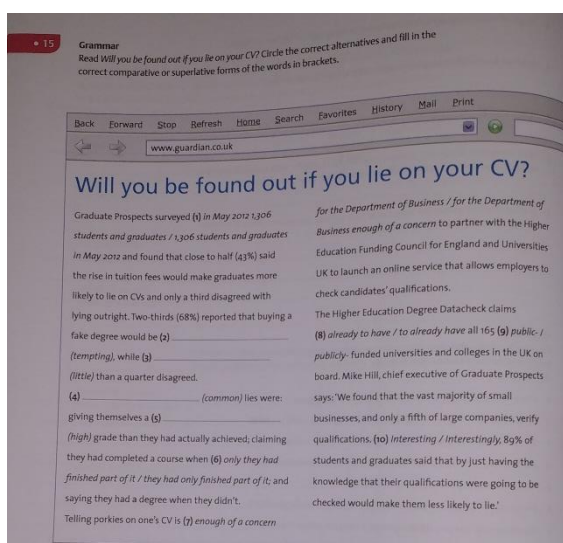 • 15
Grammar
Read Will you be found out if you lie on your CV? Circle the correct alternatives and fill in the
correct comparative or superlative forms of the words in brackets.
Back Forward Stop Refresh Home Search Favorites History Mail Print
www.guardian.co.uk
Will you be found out if you lie on your CV?
Graduate Prospects surveyed (1) in May 2012 1,306
students and graduates / 1,306 students and graduates
in May 2012 and found that close to half (43%) said
the rise in tuition fees would make graduates more
likely to lie on CVs and only a third disagreed with
lying outright. Two-thirds (68%) reported that buying a
fake degree would be (2) ____________
(tempting), while (3) ____________
(little) than a quarter disagreed.
(4) ____________ (common) lies were:
giving themselves a (5) ____________
(high) grade than they had actually achieved; claiming
they had completed a course when (6) only they had
finished part of it / they had only finished part of it; and
saying they had a degree when they didn't.
Telling porkies on one's CV is (7) enough of a concern
for the Department of Business / for the Department of
Business enough of a concern to partner with the Higher
Education Funding Council for England and Universities
UK to launch an online service that allows employers to
check candidates' qualifications.
The Higher Education Degree Datacheck claims
(8) already to have / to already have all 165 (9) public- /
publicly- funded universities and colleges in the UK on
board. Mike Hill, chief executive of Graduate Prospects
says: 'We found that the vast majority of small
businesses, and only a fifth of large companies, verify
qualifications. (10) Interesting / Interestingly, 89% of
students and graduates said that by just having the
knowledge that their qualifications were going to be
checked would make them less likely to lie.'